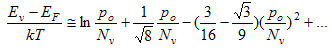 (E_v − E_F)/kT ≅ ln p_o/N_v + 1/√8 p_o/N_v − (3/16 − √3/9)(p_o/N_v)² + ...